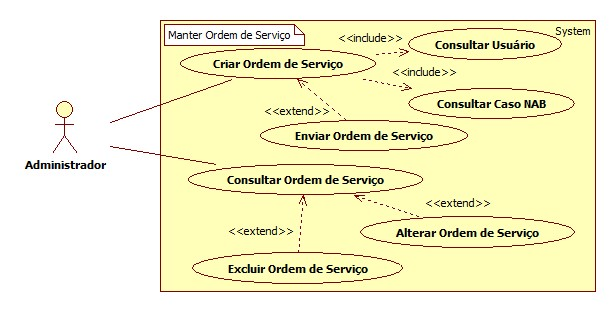 System
Manter Ordem de Serviço
<<include>>
Consultar Usuário
Criar Ordem de Serviço
<<include>>
Consultar Caso NAB
<<extend>>
Enviar Ordem de Serviço
Administrador
Consultar Ordem de Serviço
<<extend>>
Alterar Ordem de Serviço
<<extend>>
Excluir Ordem de Serviço